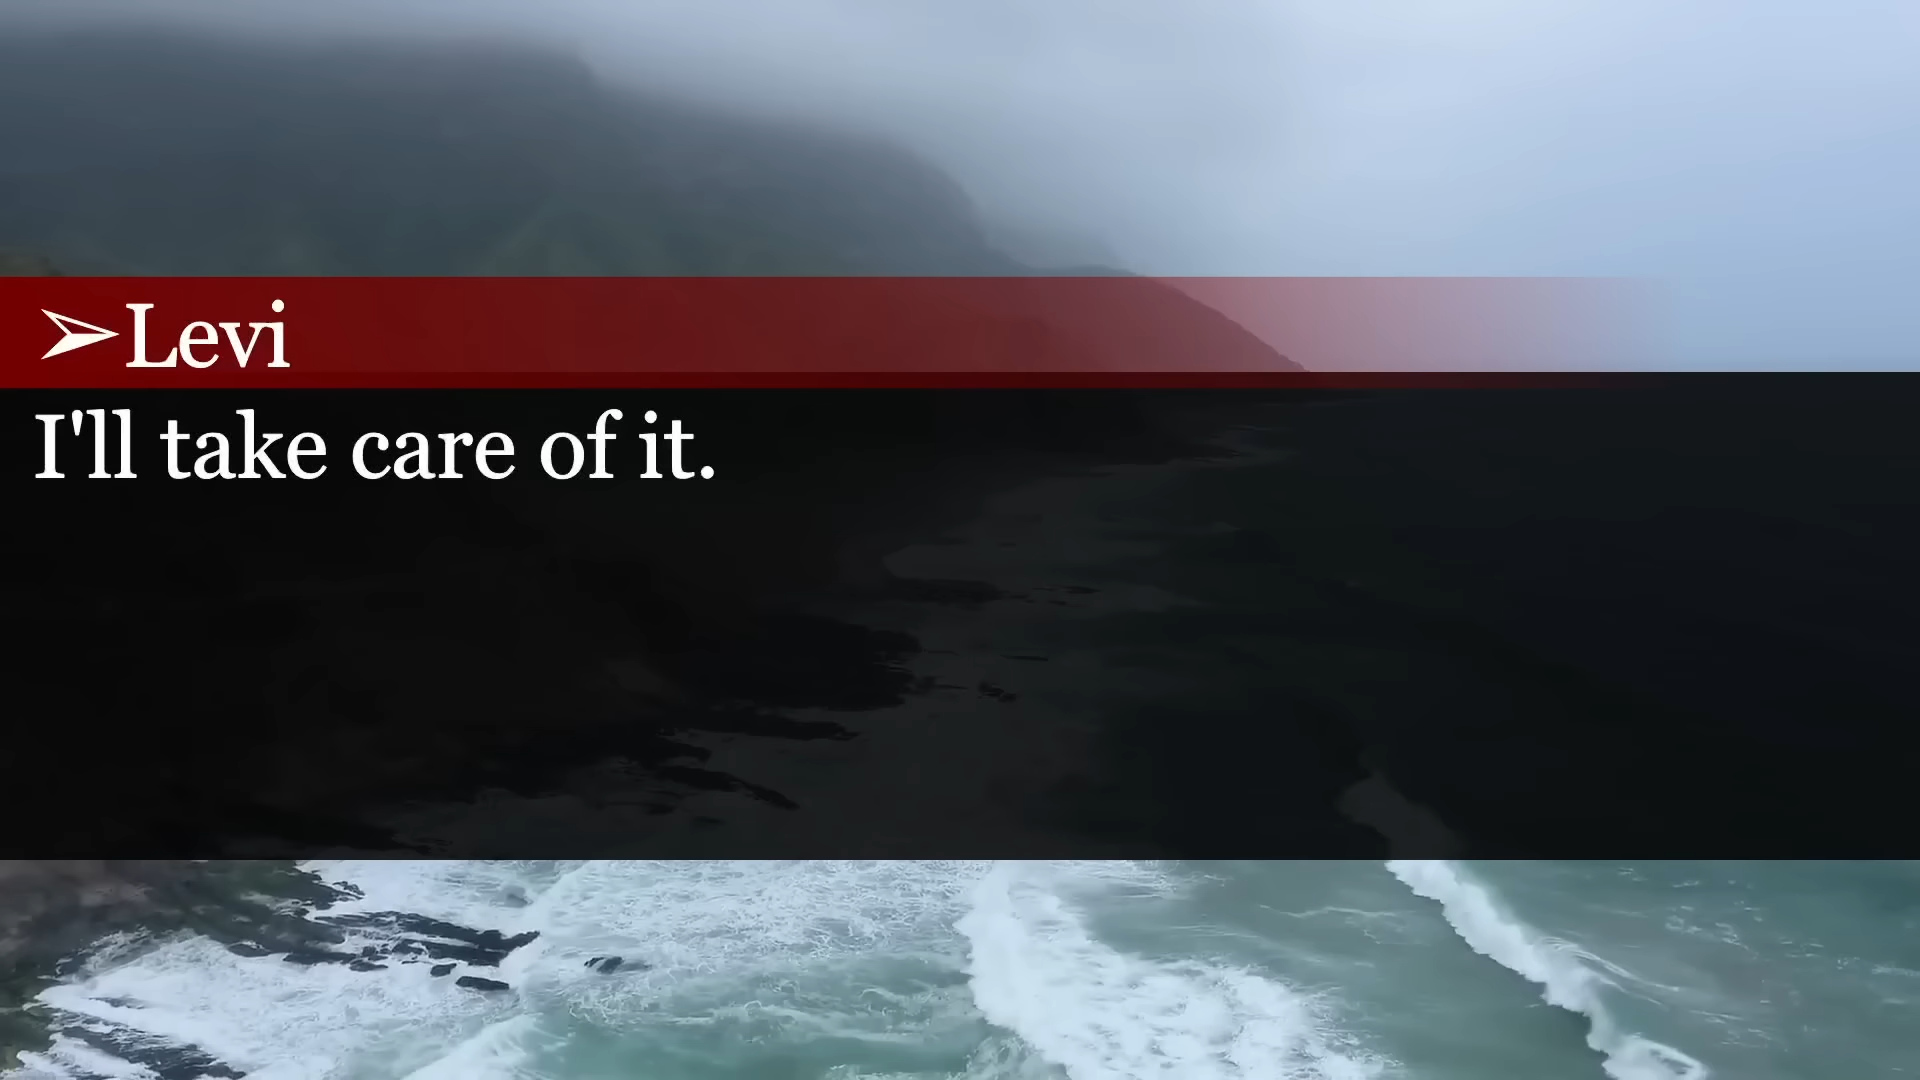 ➢Levi
I'll take care of it.